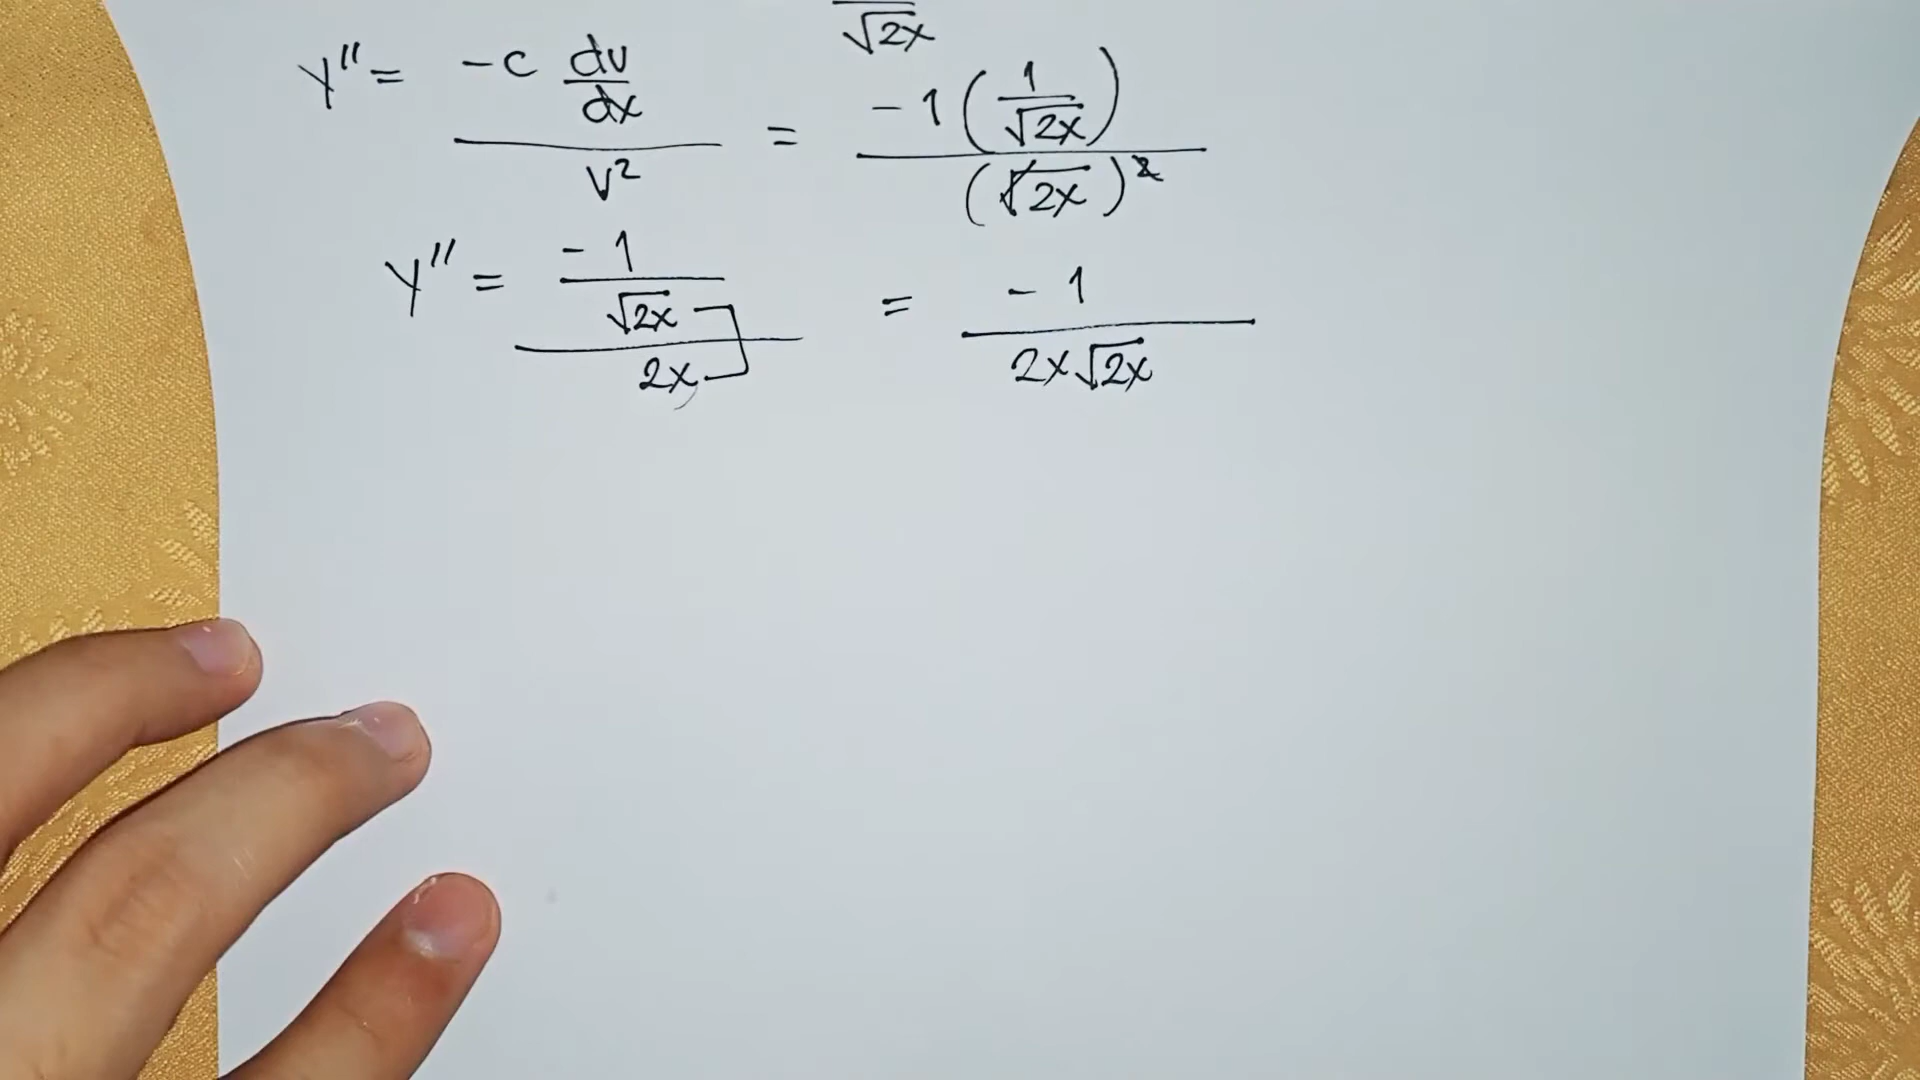 √2x
y'' = -c dv/dx / v² = -1 (1/√2x) / (√2x)²
y'' = -1/√2x / 2x = -1 / 2x√2x